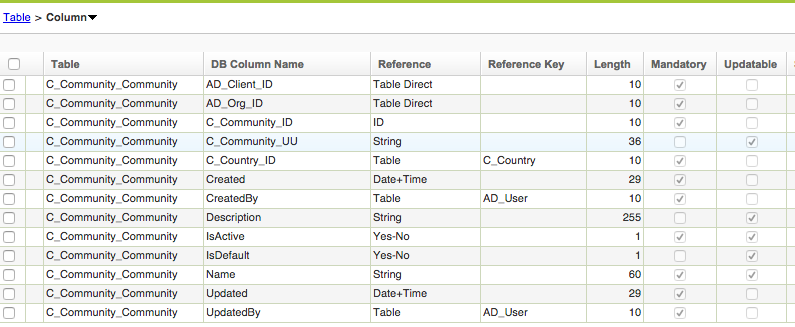 Table > Column
Table DB Column Name Reference Reference Key Length Mandatory Updatable
C_Community_Community AD_Client_ID Table Direct 10
C_Community_Community AD_Org_ID Table Direct 10
C_Community_Community C_Community_ID ID 10
C_Community_Community C_Community_UU String 36
C_Community_Community C_Country_ID Table C_Country 10
C_Community_Community Created Date+Time 29
C_Community_Community CreatedBy Table AD_User 10
C_Community_Community Description String 255
C_Community_Community IsActive Yes-No 1
C_Community_Community IsDefault Yes-No 1
C_Community_Community Name String 60
C_Community_Community Updated Date+Time 29
C_Community_Community UpdatedBy Table AD_User 10